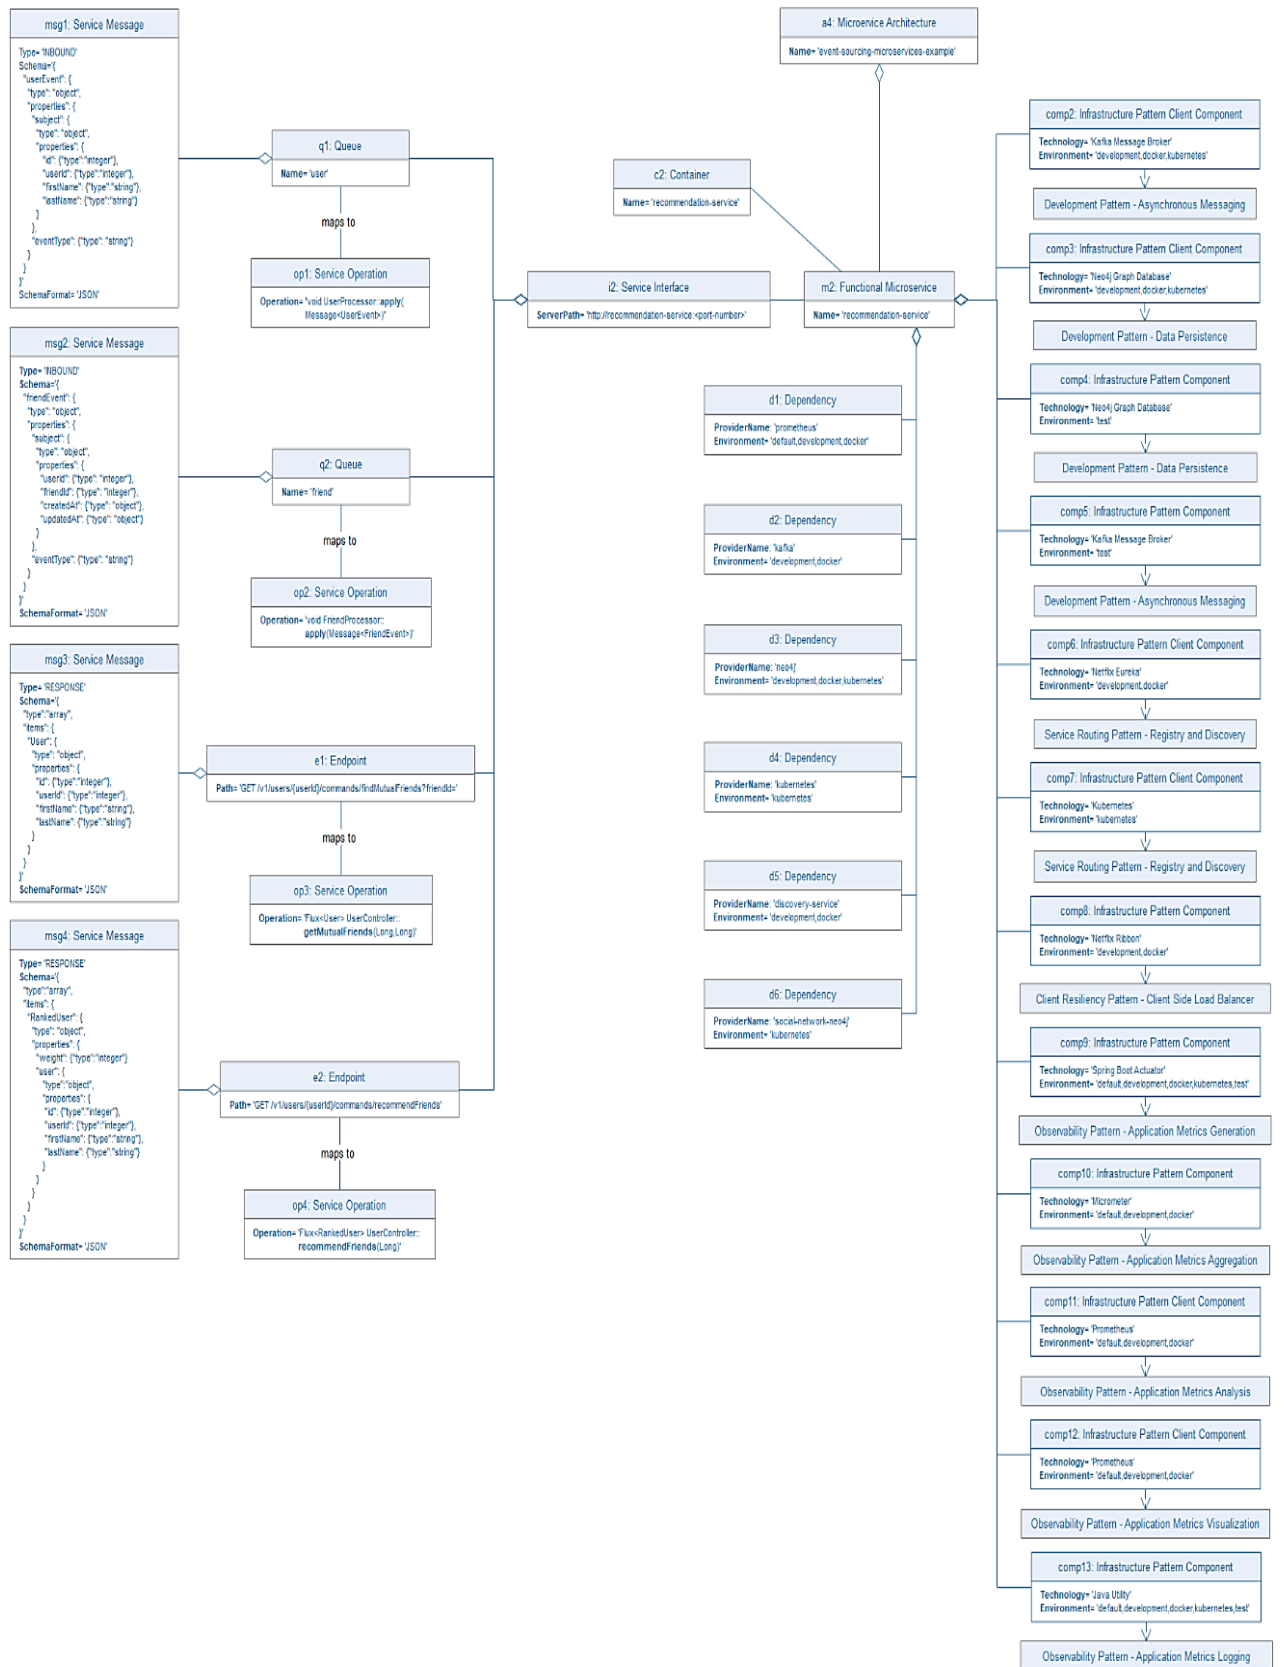 msg1: Service Message
Type= 'INBOUND'
Schema='{
"userEvent": {
"type": "object",
"properties": {
"subject": {
"type": "object",
"properties": {
"id": {"type":"integer"},
"userId": {"type":"integer"},
"firstName": {"type":"string"},
"lastName": {"type":"string"}
}
},
"eventType": {"type": "string"}
}
}
}'
SchemaFormat= 'JSON'
msg2: Service Message
Type= 'INBOUND'
Schema='{
"friendEvent": {
"type": "object",
"properties": {
"subject": {
"type": "object",
"properties": {
"userId": {"type": "integer"},
"friendId": {"type": "integer"},
"createdAt": {"type": "object"},
"updatedAt": {"type": "object"}
}
},
"eventType": {"type": "string"}
}
}
}'
SchemaFormat= 'JSON'
msg3: Service Message
Type= 'RESPONSE'
Schema='{
"type":"array",
"items": {
"User": {
"type": "object",
"properties": {
"id": {"type":"integer"},
"userId": {"type":"integer"},
"firstName": {"type":"string"},
"lastName": {"type":"string"}
}
}
}
}'
SchemaFormat= 'JSON'
msg4: Service Message
Type= 'RESPONSE'
Schema='{
"type":"array",
"items": {
"RankedUser": {
"type": "object",
"properties": {
"weight": {"type":"integer"}
"user": {
"type":"object",
"properties": {
"id": {"type":"integer"},
"userId": {"type":"integer"},
"firstName": {"type":"string"},
"lastName": {"type":"string"}
}
}
}
}
}
}'
SchemaFormat= 'JSON'
q1: Queue
Name= 'user'
maps to
op1: Service Operation
Operation= "void UserProcessor::apply(
Message<UserEvent>)"
q2: Queue
Name= 'friend'
maps to
op2: Service Operation
Operation= 'void FriendProcessor::
apply(Message<FriendEvent>)'
e1: Endpoint
Path= 'GET /v1/users/{userId}/commands/findMutualFriends?friendId='
maps to
op3: Service Operation
Operation= 'Flux<User> UserController::
getMutualFriends(Long,Long)'
e2: Endpoint
Path= 'GET /v1/users/{userId}/commands/recommendFriends'
maps to
op4: Service Operation
Operation= 'Flux<RankedUser> UserController::
recommendFriends(Long)'
i2: Service Interface
ServerPath= 'http://recommendation-service:<port-number>'
a4: Microervice Architecture
Name= 'event-sourcing-microservices-example'
c2: Container
Name= 'recommendation-service'
m2: Functional Microservice
Name= 'recommendation-service'
d1: Dependency
ProviderName: 'prometheus'
Environment= 'default,development,docker'
d2: Dependency
ProviderName: 'kafka'
Environment= 'development,docker'
d3: Dependency
ProviderName: 'neo4j'
Environment= 'development,docker,kubernetes'
d4: Dependency
ProviderName: 'kubernetes'
Environment= 'kubernetes'
d5: Dependency
ProviderName: 'discovery-service'
Environment= 'development,docker'
d6: Dependency
ProviderName: 'social-network-neo4j'
Environment= 'kubernetes'
comp2: Infrastructure Pattern Client Component
Technology= 'Kafka Message Broker'
Environment= 'development,docker,kubernetes'
Development Pattern - Asynchronous Messaging
comp3: Infrastructure Pattern Client Component
Technology= 'Neo4j Graph Database'
Environment= 'development,docker,kubernetes'
Development Pattern - Data Persistence
comp4: Infrastructure Pattern Component
Technology= 'Neo4j Graph Database'
Environment= 'test'
Development Pattern - Data Persistence
comp5: Infrastructure Pattern Component
Technology= 'Kafka Message Broker'
Environment= 'test'
Development Pattern - Asynchronous Messaging
comp6: Infrastructure Pattern Client Component
Technology= 'Netflix Eureka'
Environment= 'development,docker'
Service Routing Pattern - Registry and Discovery
comp7: Infrastructure Pattern Client Component
Technology= 'Kubernetes'
Environment= 'kubernetes'
Service Routing Pattern - Registry and Discovery
comp8: Infrastructure Pattern Component
Technology= 'Netflix Ribbon'
Environment= 'development,docker'
Client Resiliency Pattern - Client Side Load Balancer
comp9: Infrastructure Pattern Component
Technology= 'Spring Boot Actuator'
Environment= 'default,development,docker,kubernetes,test'
Observability Pattern - Application Metrics Generation
comp10: Infrastructure Pattern Component
Technology= 'Micrometer'
Environment= 'default,development,docker'
Observability Pattern - Application Metrics Aggregation
comp11: Infrastructure Pattern Client Component
Technology= 'Prometheus'
Environment= 'default,development,docker'
Observability Pattern - Application Metrics Analysis
comp12: Infrastructure Pattern Client Component
Technology= 'Prometheus'
Environment= 'default,development,docker'
Observability Pattern - Application Metrics Visualization
comp13: Infrastructure Pattern Component
Technology= 'Java Utility'
Environment= 'default,development,docker,kubernetes,test'
Observability Pattern - Application Metrics Logging